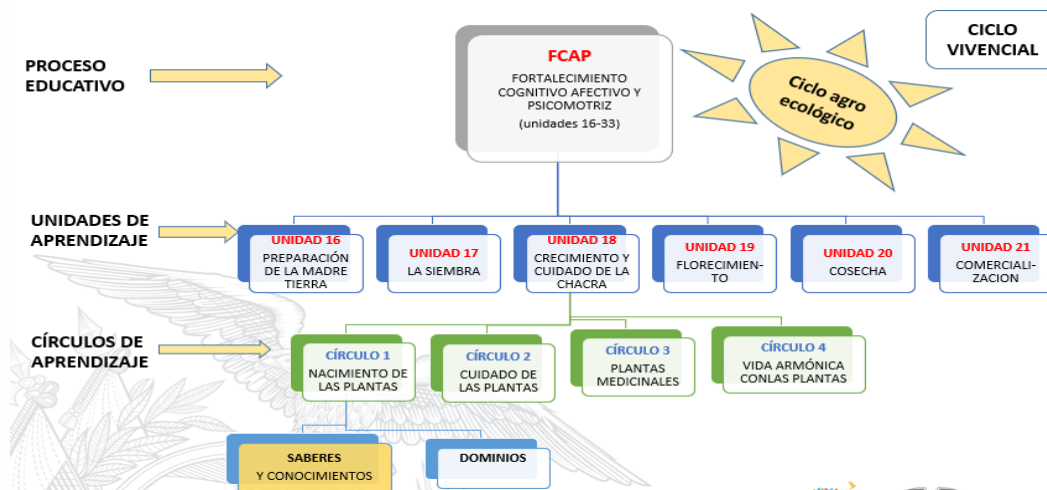 CICLO
VIVENCIAL
FCAP
FORTALECIMIENTO
COGNITIVO AFECTIVO Y
PSICOMOTRIZ
(unidades 16-33)
PROCESO
EDUCATIVO
Ciclo agro
ecológico
UNIDADES DE
APRENDIZAJE
UNIDAD 16
PREPARACIÓN
DE LA MADRE
TIERRA
UNIDAD 17
LA SIEMBRA
UNIDAD 18
CRECIMIENTO Y
CUIDADO DE LA
CHACRA
UNIDAD 19
FLORECIMIEN-
TO
UNIDAD 20
COSECHA
UNIDAD 21
COMERCIALI-
ZACION
CÍRCULOS DE
APRENDIZAJE
CÍRCULO 1
NACIMIENTO DE
LAS PLANTAS
CÍRCULO 2
CUIDADO DE
LAS PLANTAS
CÍRCULO 3
PLANTAS
MEDICINALES
CÍRCULO 4
VIDA ARMÓNICA
CONLAS PLANTAS
SABERES
Y CONOCIMIENTOS
DOMINIOS